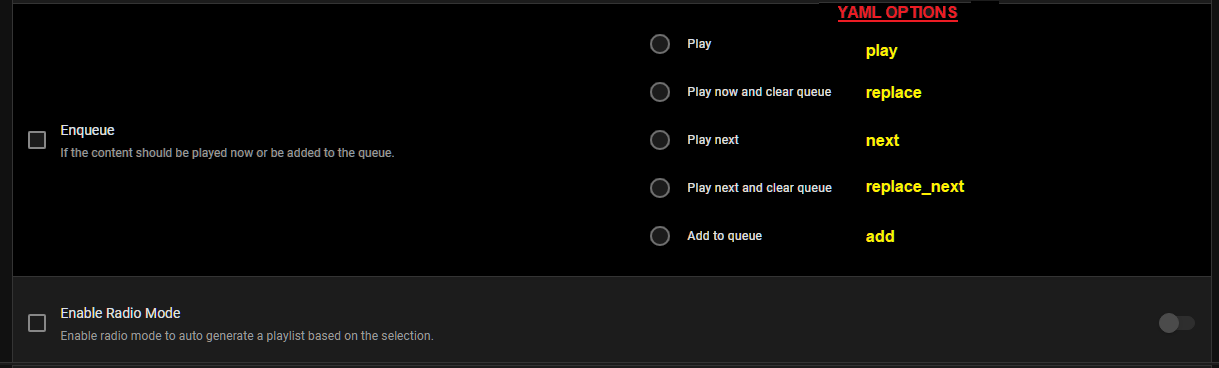 YAML OPTIONS
Play play
Play now and clear queue replace
Enqueue
If the content should be played now or be added to the queue.
Play next next
Play next and clear queue replace_next
Add to queue add
Enable Radio Mode
Enable radio mode to auto generate a playlist based on the selection.